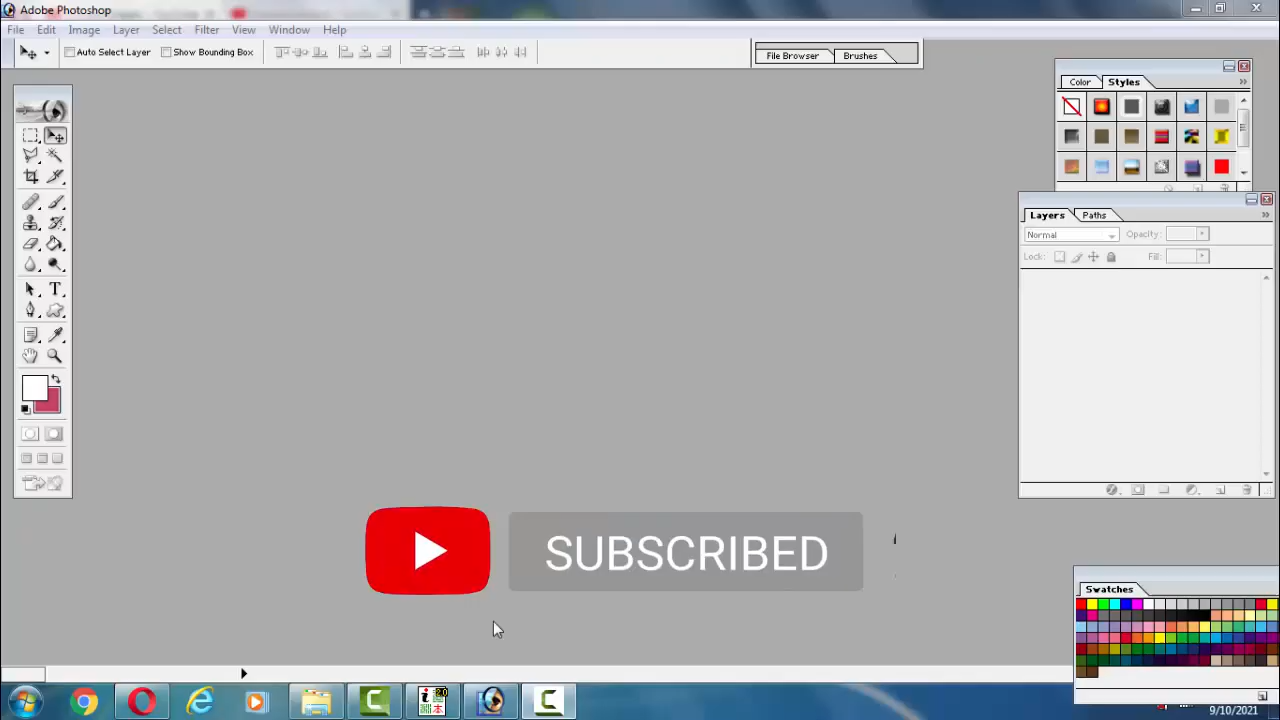 Adobe Photoshop
File Edit Image Layer Select Filter View Window Help
Auto Select Layer Show Bounding Box
File Browser Brushes
Color Styles
Layers Paths
Normal Opacity:
Lock: Fill:
T
SUBSCRIBED
Swatches
9/10/2021